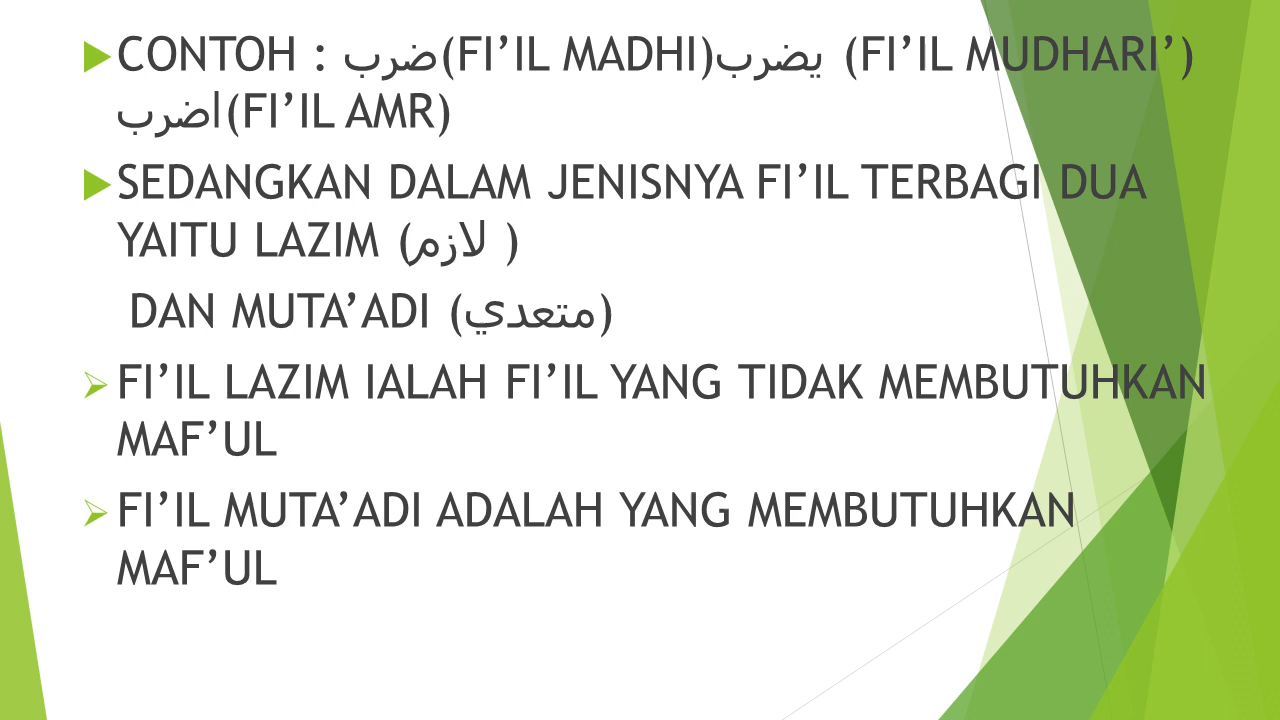 CONTOH : ضرب(FI’IL MADHI)يضرب (FI’IL MUDHARI’)
اضرب(FI’IL AMR)
SEDANGKAN DALAM JENISNYA FI’IL TERBAGI DUA
YAITU LAZIM (لازم )
DAN MUTA’ADI (متعدي)
FI’IL LAZIM IALAH FI’IL YANG TIDAK MEMBUTUHKAN
MAF’UL
FI’IL MUTA’ADI ADALAH YANG MEMBUTUHKAN
MAF’UL